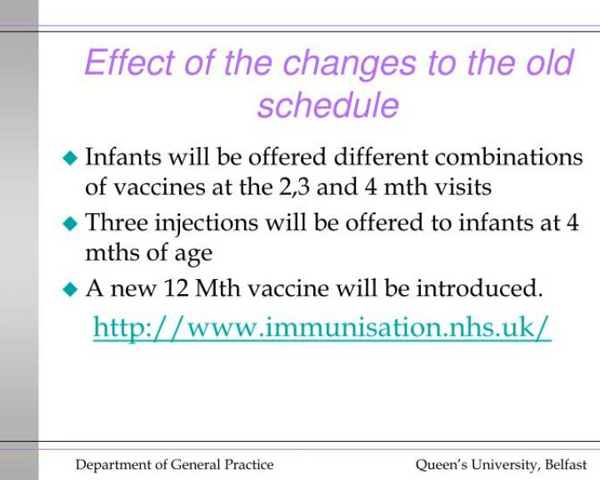 Effect of the changes to the old
schedule
Infants will be offered different combinations
of vaccines at the 2,3 and 4 mth visits
Three injections will be offered to infants at 4
mths of age
A new 12 Mth vaccine will be introduced.
http://www.immunisation.nhs.uk/
Department of General Practice
Queen's University, Belfast